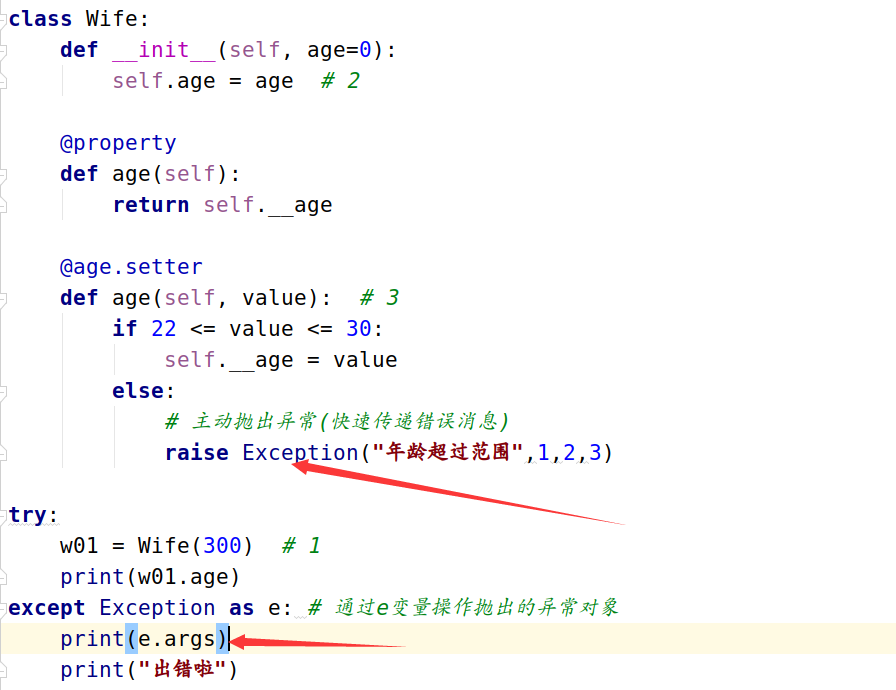 class Wife:
    def __init__(self, age=0):
        self.age = age  # 2
    @property
    def age(self):
        return self.__age
    @age.setter
    def age(self, value):  # 3
        if 22 <= value <= 30:
            self.__age = value
        else:
            # 主动抛出异常(快速传递错误消息)
            raise Exception("年龄超过范围",1,2,3)
try:
    w01 = Wife(300)  # 1
    print(w01.age)
except Exception as e: # 通过e变量操作抛出的异常对象
    print(e.args)
    print("出错啦")